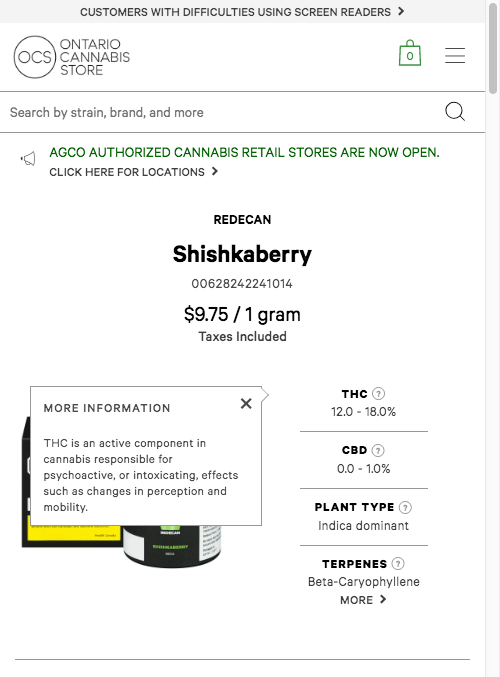 CUSTOMERS WITH DIFFICULTIES USING SCREEN READERS
OCS
ONTARIO
CANNABIS
STORE
0
Search by strain, brand, and more
AGCO AUTHORIZED CANNABIS RETAIL STORES ARE NOW OPEN.
CLICK HERE FOR LOCATIONS
REDECAN
Shishkaberry
00628242241014
$9.75 / 1 gram
Taxes Included
MORE INFORMATION
THC is an active component in
cannabis responsible for
psychoactive, or intoxicating, effects
such as changes in perception and
mobility.
REDECAN
SHISHKABERRY
THC ?
12.0 - 18.0%
CBD ?
0.0 - 1.0%
PLANT TYPE ?
Indica dominant
TERPENES ?
Beta-Caryophyllene
MORE